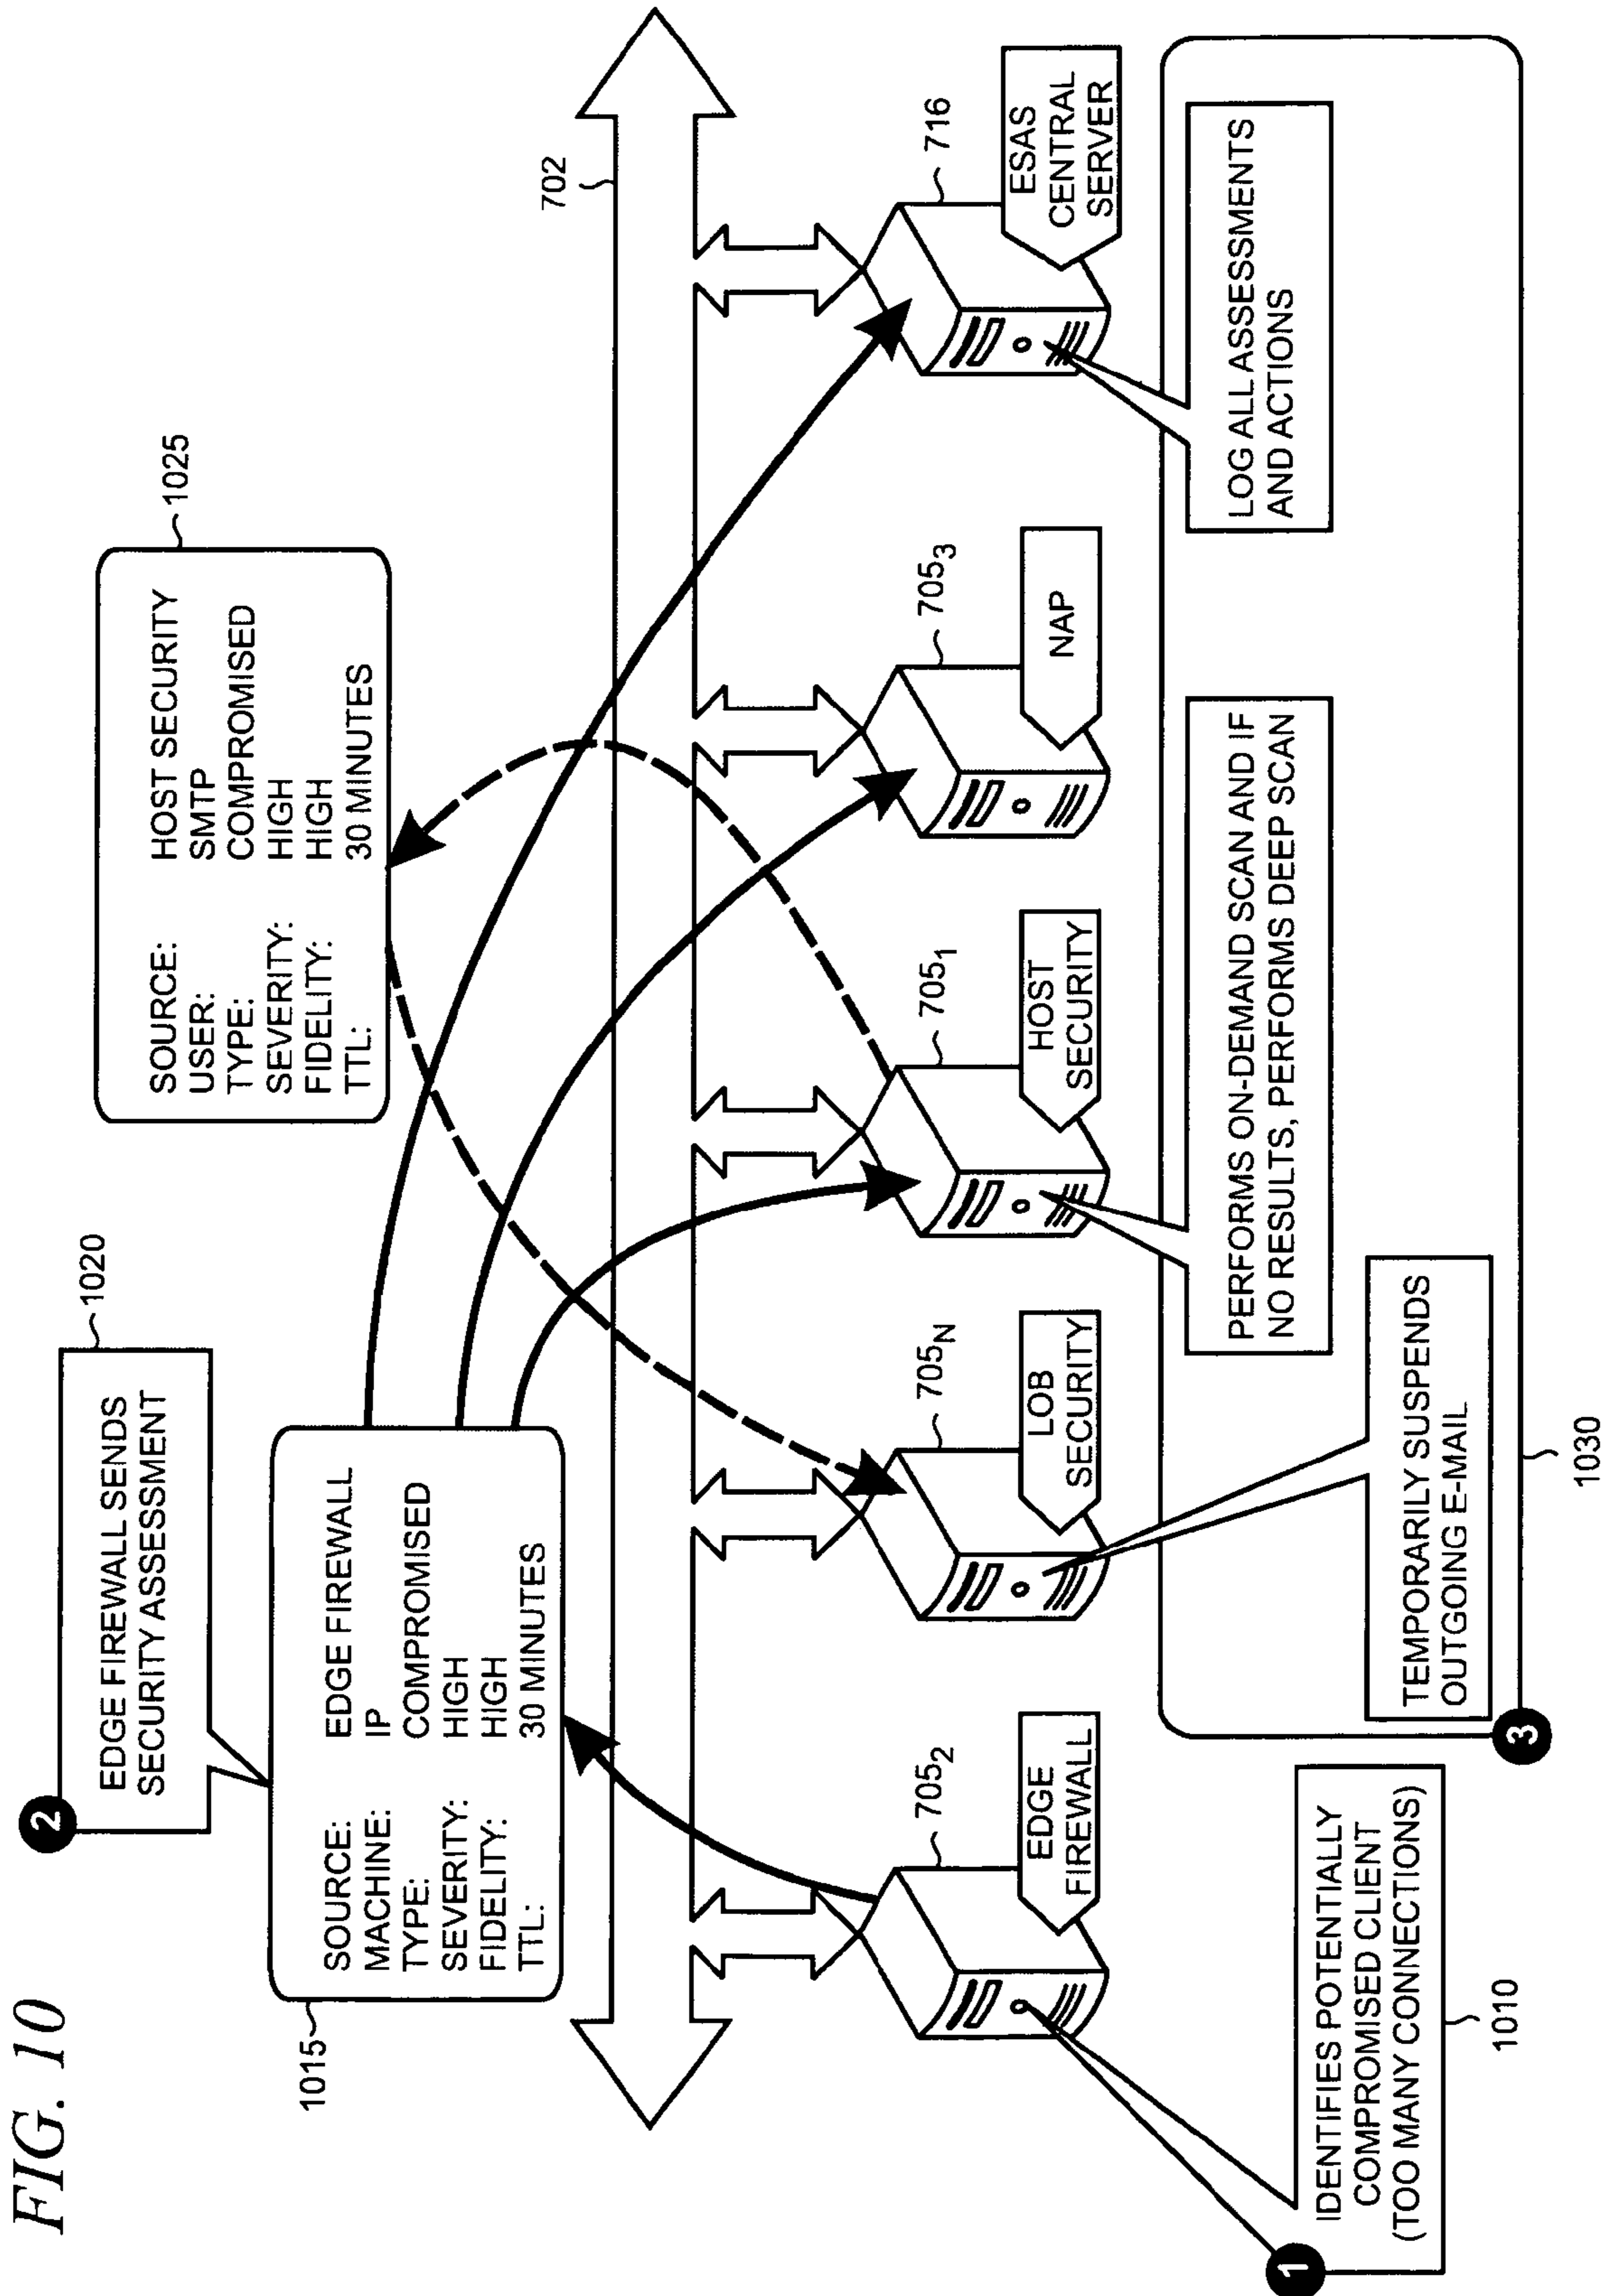 FIG. 10
2
1020
EDGE FIREWALL SENDS
SECURITY ASSESSMENT
1015
SOURCE: EDGE FIREWALL
MACHINE: IP
TYPE: COMPROMISED
SEVERITY: HIGH
FIDELITY: HIGH
TTL: 30 MINUTES
1025
SOURCE: HOST SECURITY
USER: SMTP
TYPE: COMPROMISED
SEVERITY: HIGH
FIDELITY: HIGH
TTL: 30 MINUTES
702
705₂
EDGE
FIREWALL
705N
LOB
SECURITY
705₁
HOST
SECURITY
705₃
NAP
716
ESAS
CENTRAL
SERVER
1
IDENTIFIES POTENTIALLY
COMPROMISED CLIENT
(TOO MANY CONNECTIONS)
1010
3
TEMPORARILY SUSPENDS
OUTGOING E-MAIL
PERFORMS ON-DEMAND SCAN AND IF
NO RESULTS, PERFORMS DEEP SCAN
LOG ALL ASSESSMENTS
AND ACTIONS
1030